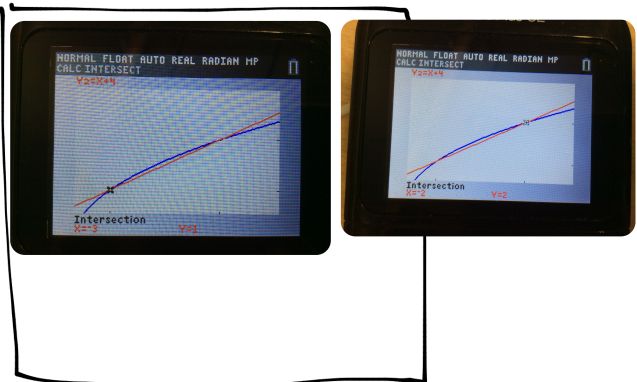 NORMAL FLOAT AUTO REAL RADIAN MP
CALC INTERSECT
Y2=X+4
Intersection
X=-3 Y=1
NORMAL FLOAT AUTO REAL RADIAN MP
CALC INTERSECT
Y2=X+4
Intersection
X=-2 Y=2